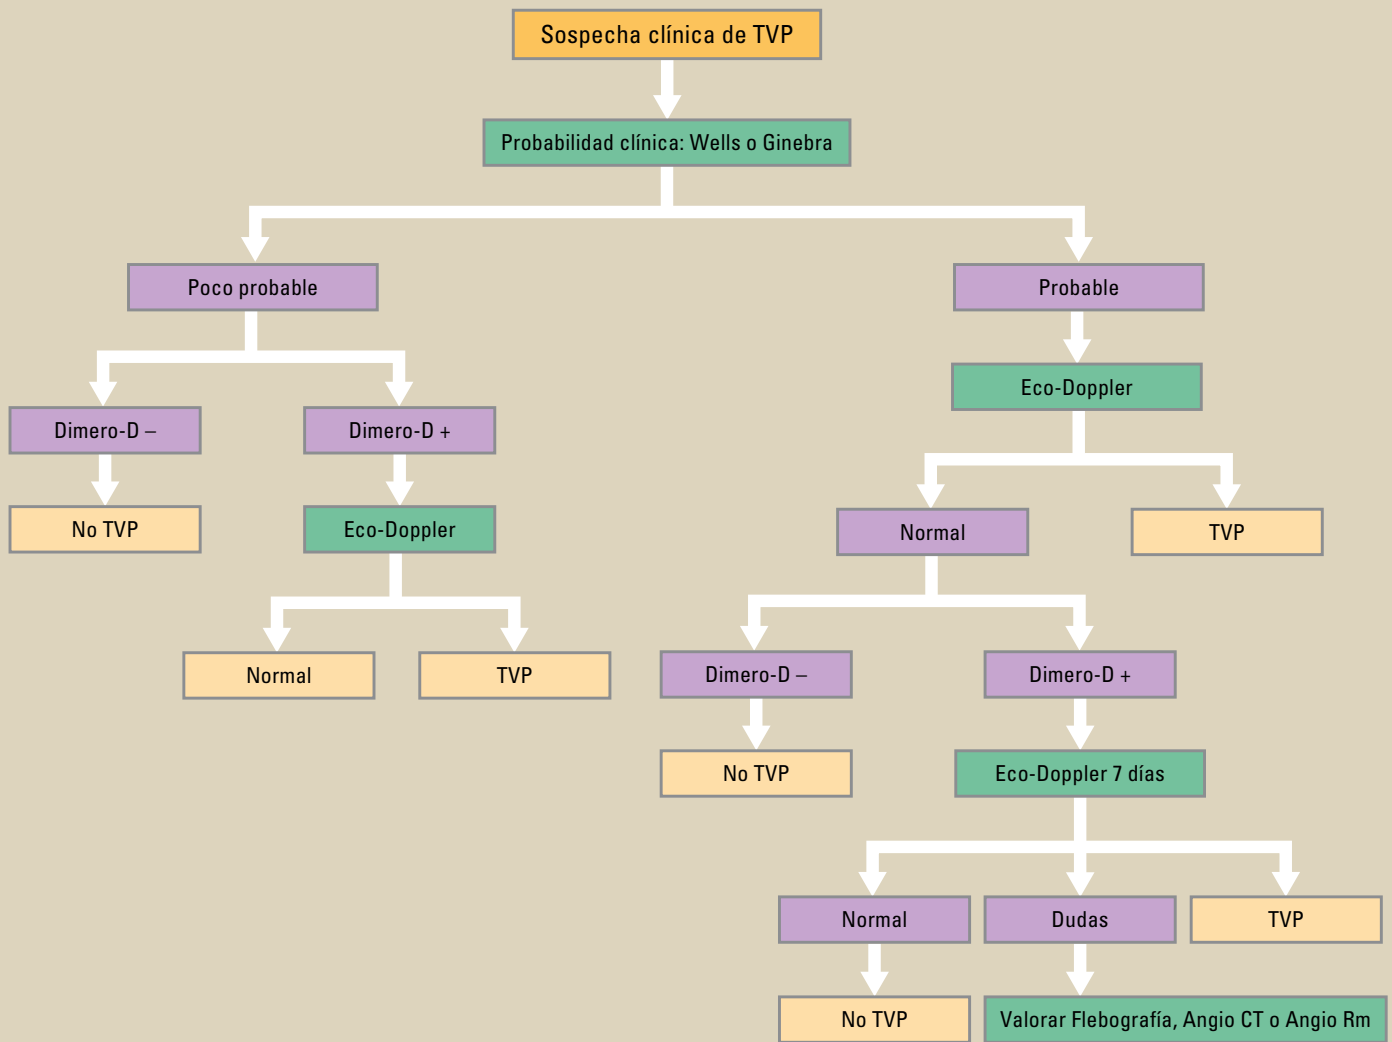 Sospecha clínica de TVP
Probabilidad clínica: Wells o Ginebra
Poco probable
Probable
Eco-Doppler
Dimero-D –
Dimero-D +
No TVP
Eco-Doppler
Normal
TVP
Normal
TVP
Dimero-D –
Dimero-D +
No TVP
Eco-Doppler 7 días
Normal
Dudas
TVP
No TVP
Valorar Flebografía, Angio CT o Angio Rm